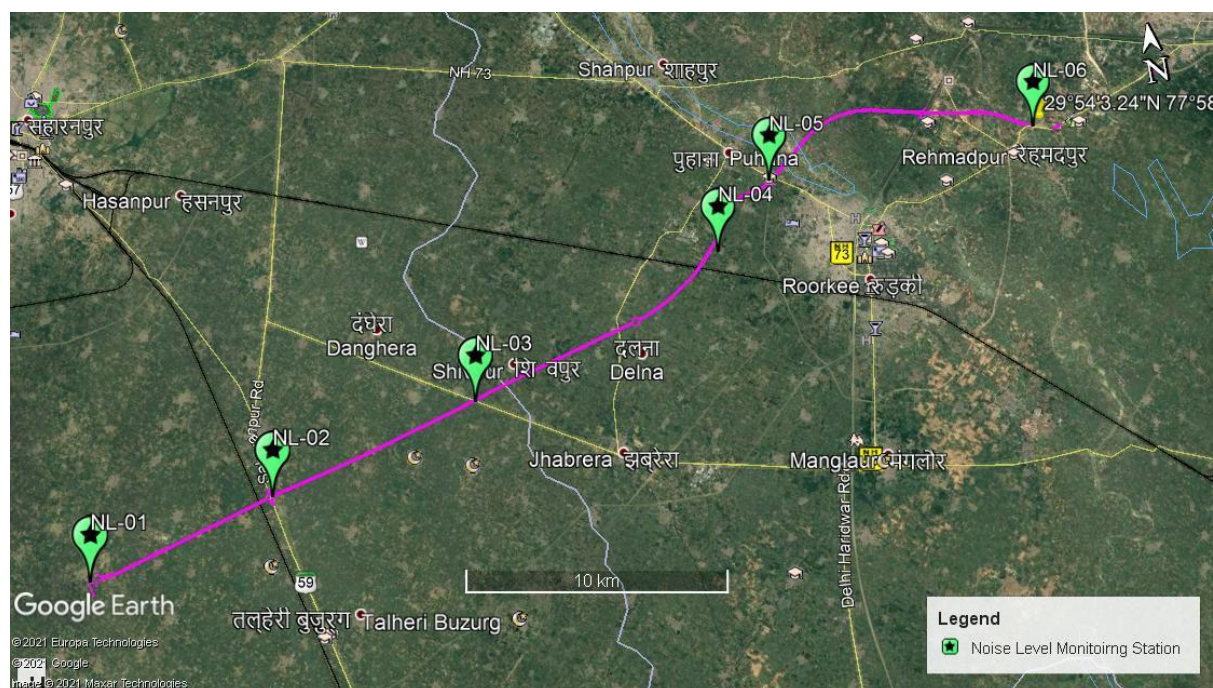 NH 73
Shahpur शाहपुर
NL-06
29°54'3.24"N 77°58
सहारनपुर
NL-05
पुहाना Puhana
Rehmadpur रेहमदपुर
Hasanpur हसनपुर
NL-04
73
Roorkee रुड़की
दंघेरा
Danghera
NL-03
शिवपुर
दलना
Delna
NL-02
Jhabrera झबरेरा
Manglaur मंगलौर
NL-01
10 km
59
Delhi Haridwar Rd
Google Earth
तल्हेरी बुजुरग Talheri Buzurg
Legend
Noise Level Monitoirng Station
©2021 Europa Technologies
©2021 Google
Image © 2021 Maxar Technologies
N